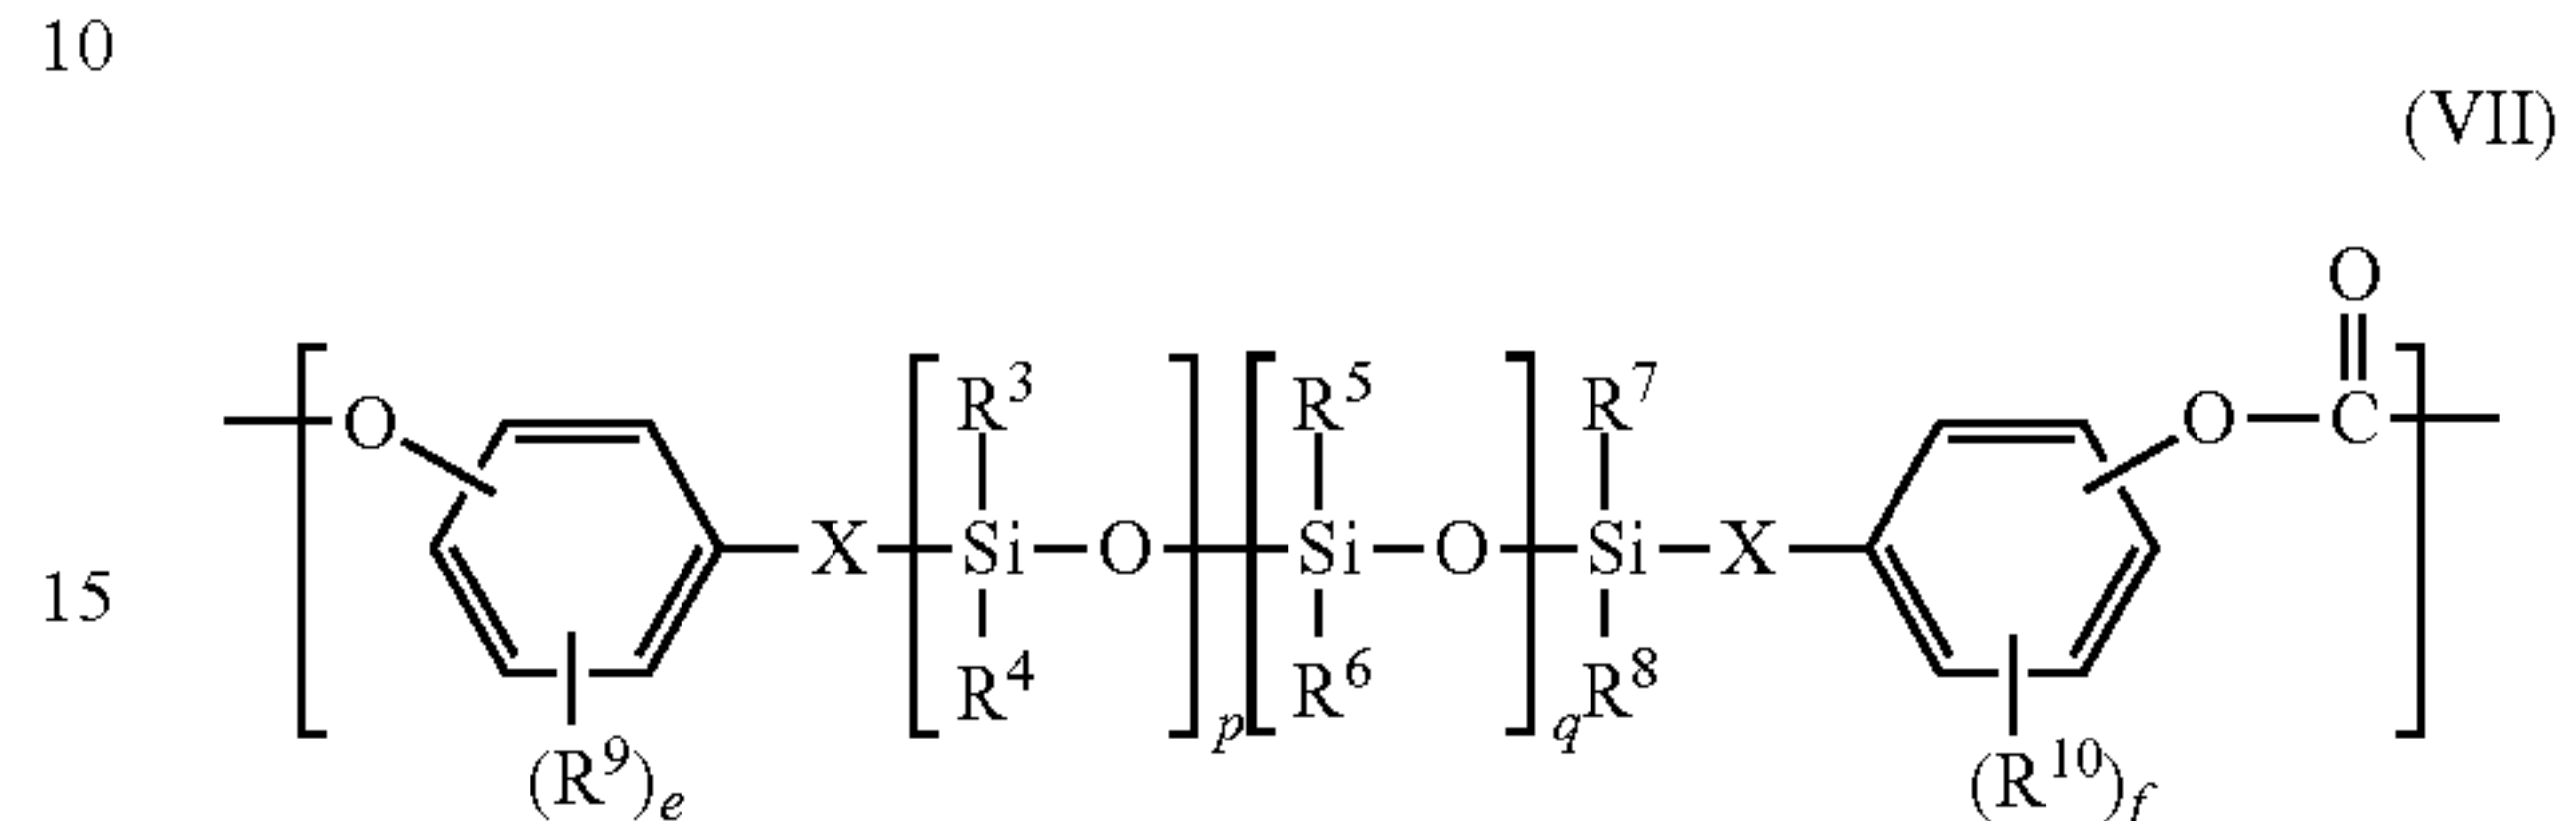 10
(VII)
O
O R³ R⁵ R⁷ O C
X Si O Si O Si X
15
R⁴ p R⁶ q R⁸
(R⁹)e (R¹⁰)f